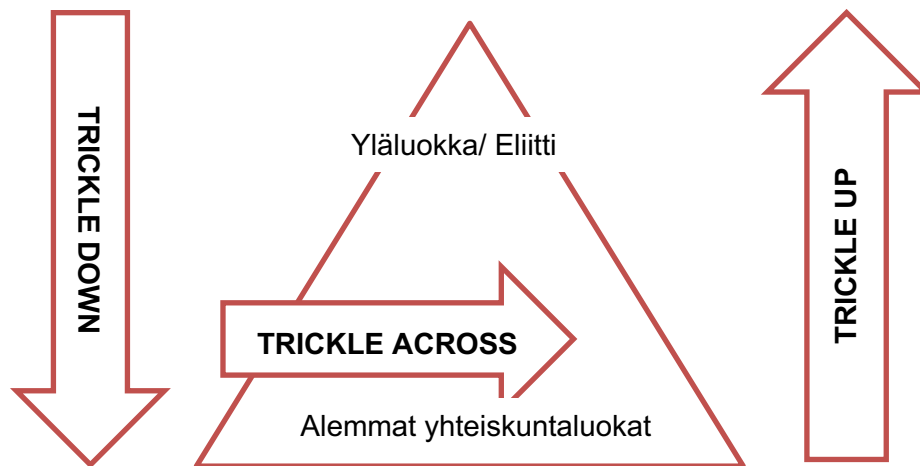 TRICKLE DOWN
Yläluokka/ Eliitti
TRICKLE ACROSS
Alemmat yhteiskuntaluokat
TRICKLE UP